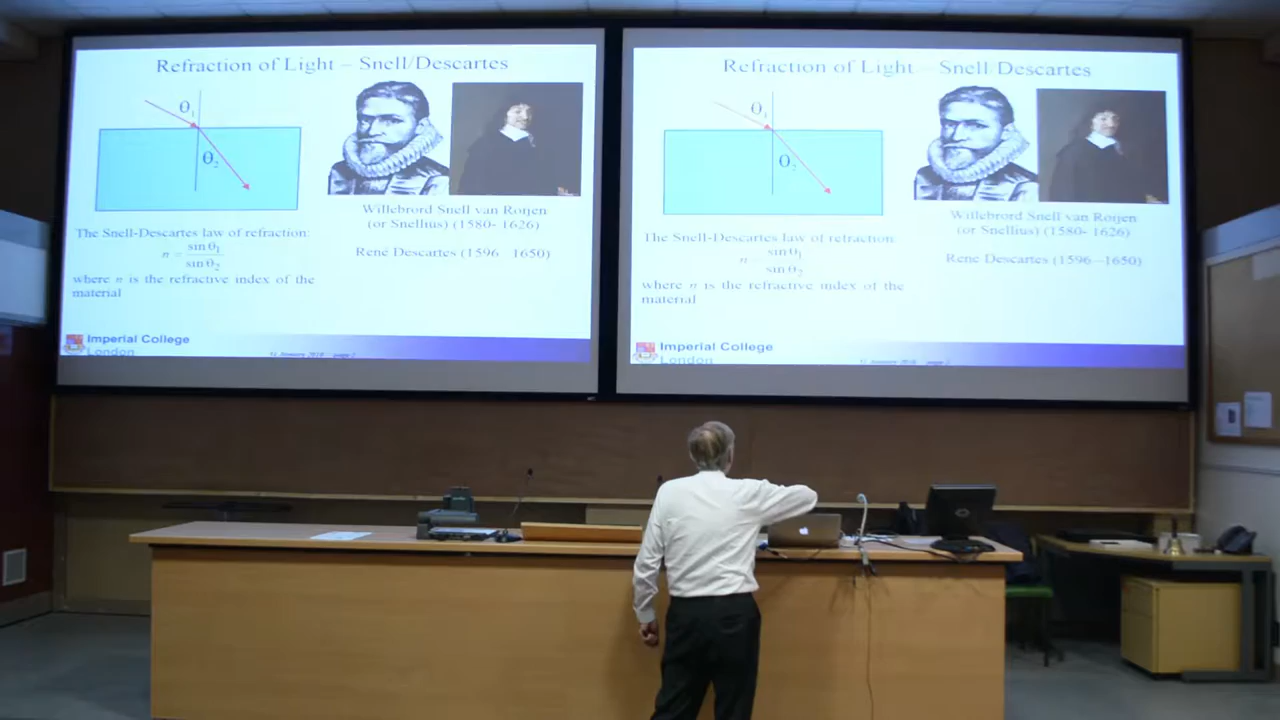 Refraction of Light – Snell/Descartes
θ1
θ2
Willebrord Snell van Roijen
(or Snellius) (1580- 1626)
René Descartes (1596 1650)
The Snell-Descartes law of refraction:
n = sin θ1
sin θ2
where n is the refractive index of the
material
Imperial College
London
Refraction of Light – Snell/Descartes
θ1
θ2
Willebrord Snell van Roijen
(or Snellius) (1580- 1626)
René Descartes (1596–1650)
The Snell-Descartes law of refraction:
n sin θ1
sin θ2
where n is the refractive index of the
material
Imperial College
London